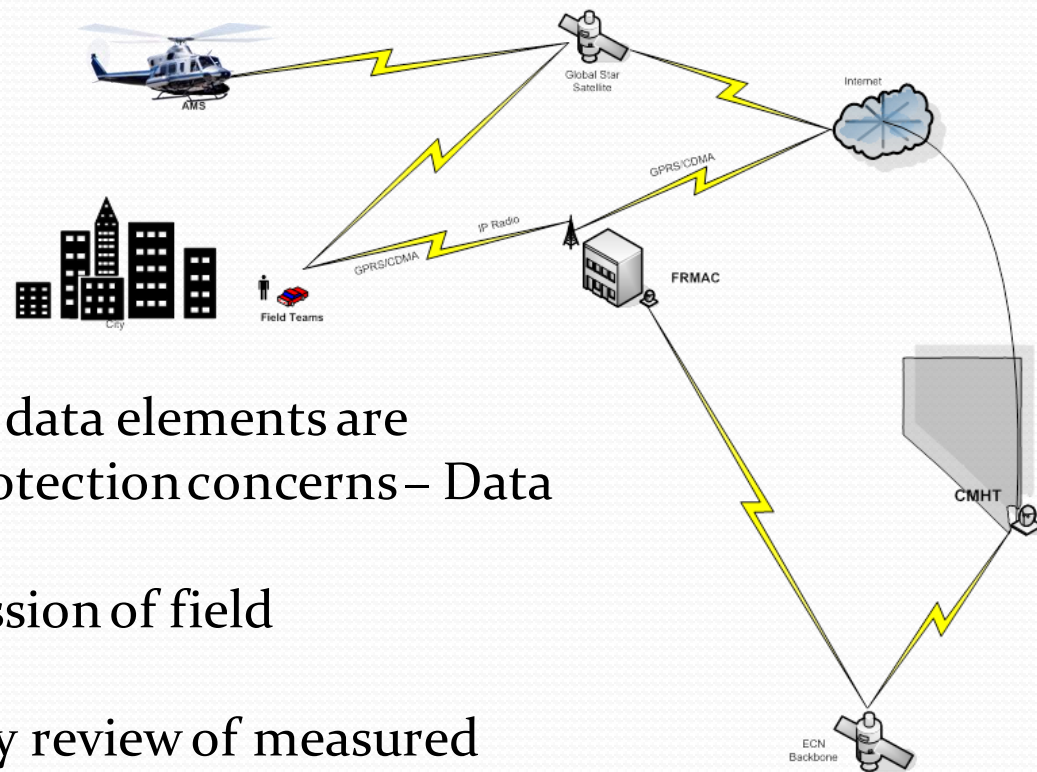 AMS
Global Star
Satellite
Internet
GPRS/CDMA
IP Radio
GPRS/CDMA
FRMAC
City
Field Teams
data elements are
otection concerns – Data
CMHT
ssion of field
y review of measured
ECN
Backbone